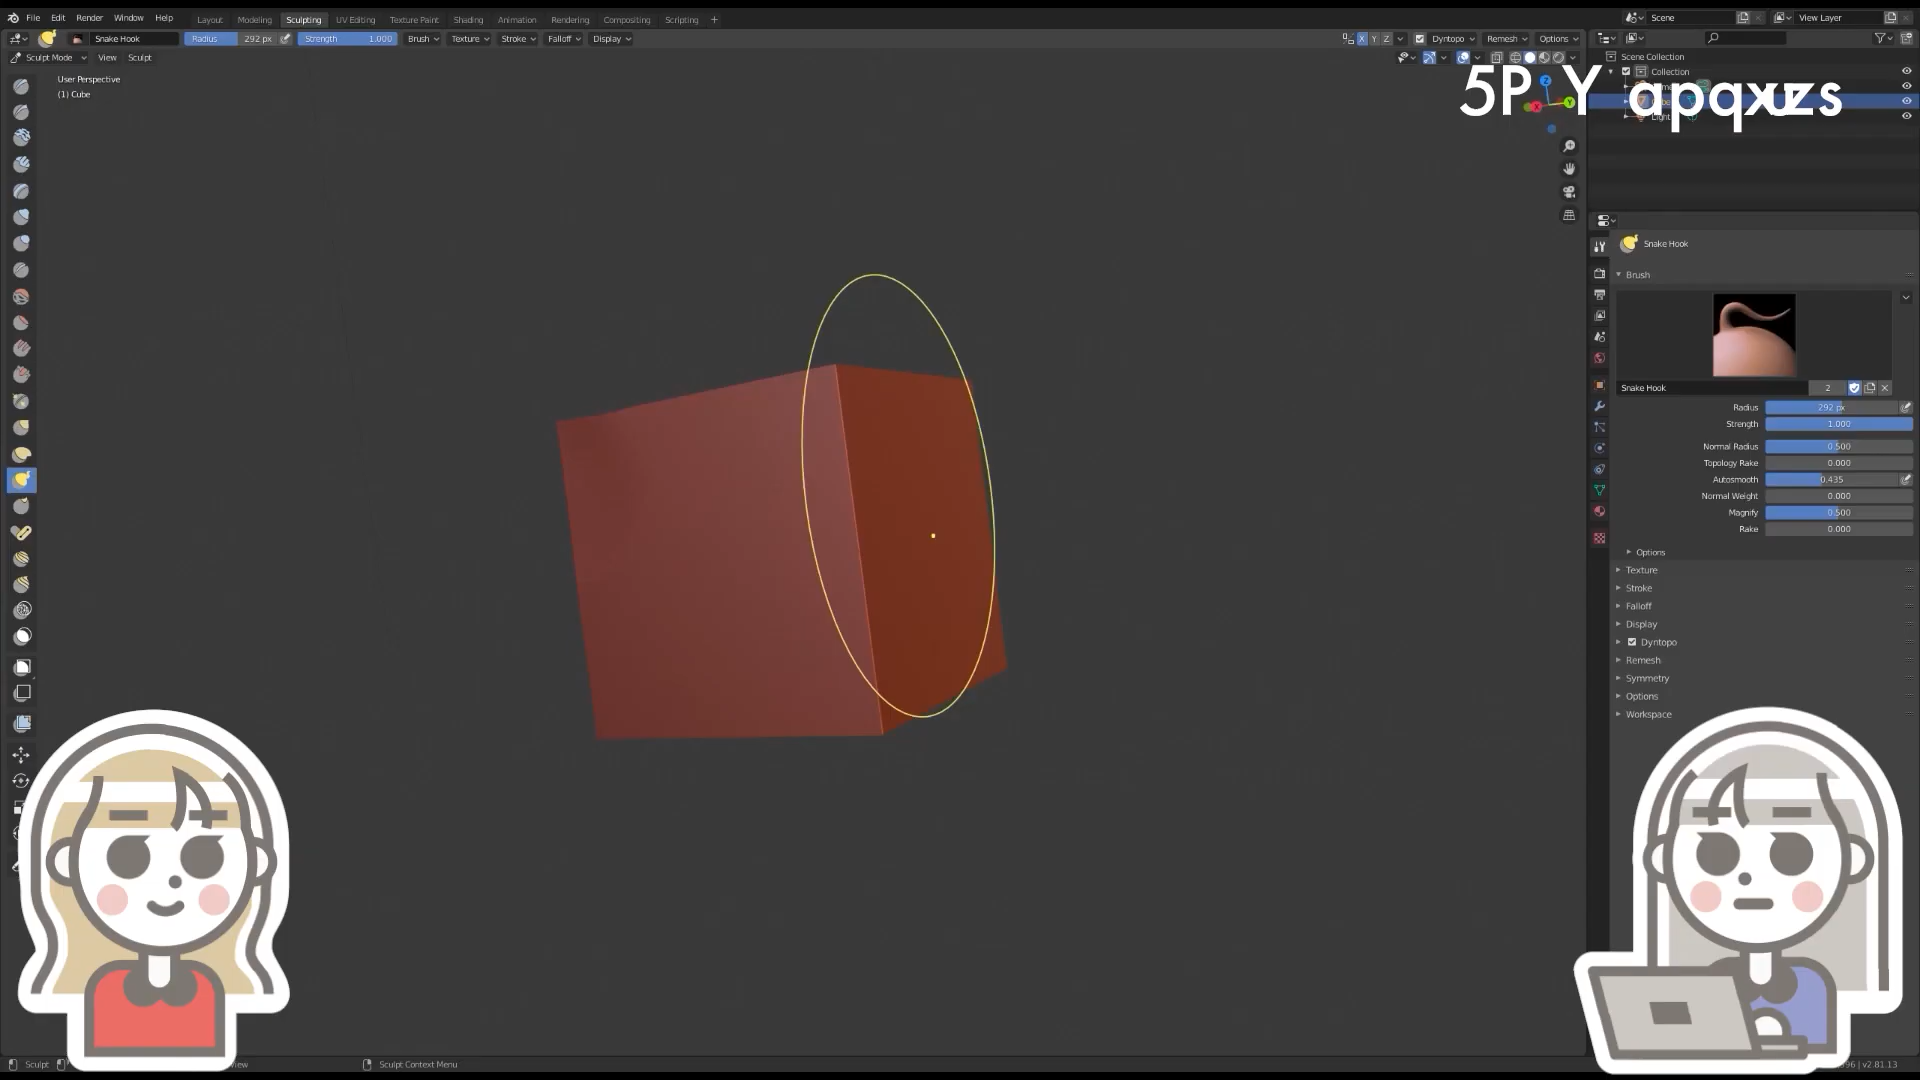 File Edit Render Window Help Layout Modeling Sculpting UV Editing Texture Paint Shading Animation Rendering Compositing Scripting + Scene View Layer
Snake Hook Radius 292 px Strength 1.000 Brush Texture Stroke Falloff Display X Y Z Dyntopo Remesh Options
Sculpt Mode View Sculpt
User Perspective
(1) Cube
Scene Collection
Collection
5P Y
Z
X
Y
Snake Hook
Brush
Snake Hook 2
Radius 292 px
Strength 1.000
Normal Radius 0.500
Topology Rake 0.000
Autosmooth 0.435
Normal Weight 0.000
Magnify 0.500
Rake 0.000
Options
Texture
Stroke
Falloff
Display
Dyntopo
Remesh
Symmetry
Options
Workspace
Sculpt Sculpt Context Menu v2.81.13